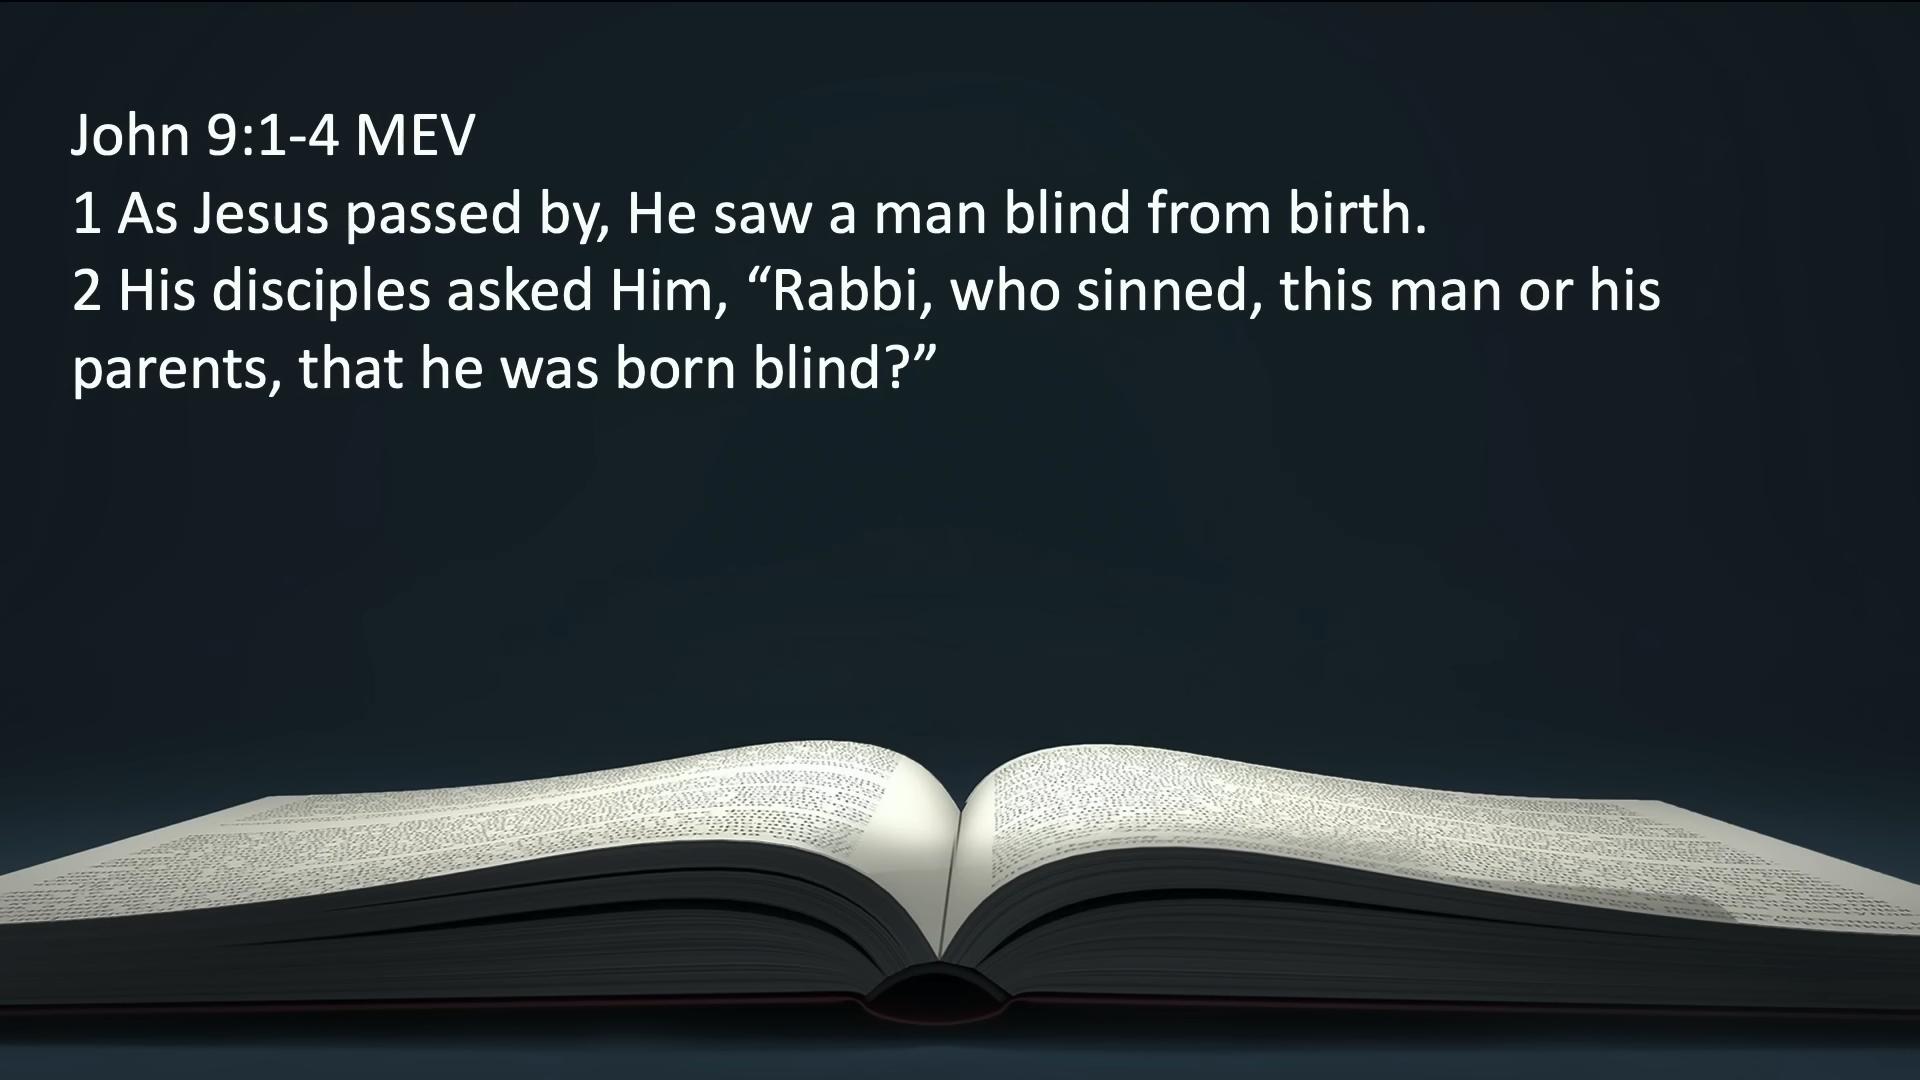 John 9:1-4 MEV
1 As Jesus passed by, He saw a man blind from birth.
2 His disciples asked Him, “Rabbi, who sinned, this man or his
parents, that he was born blind?”